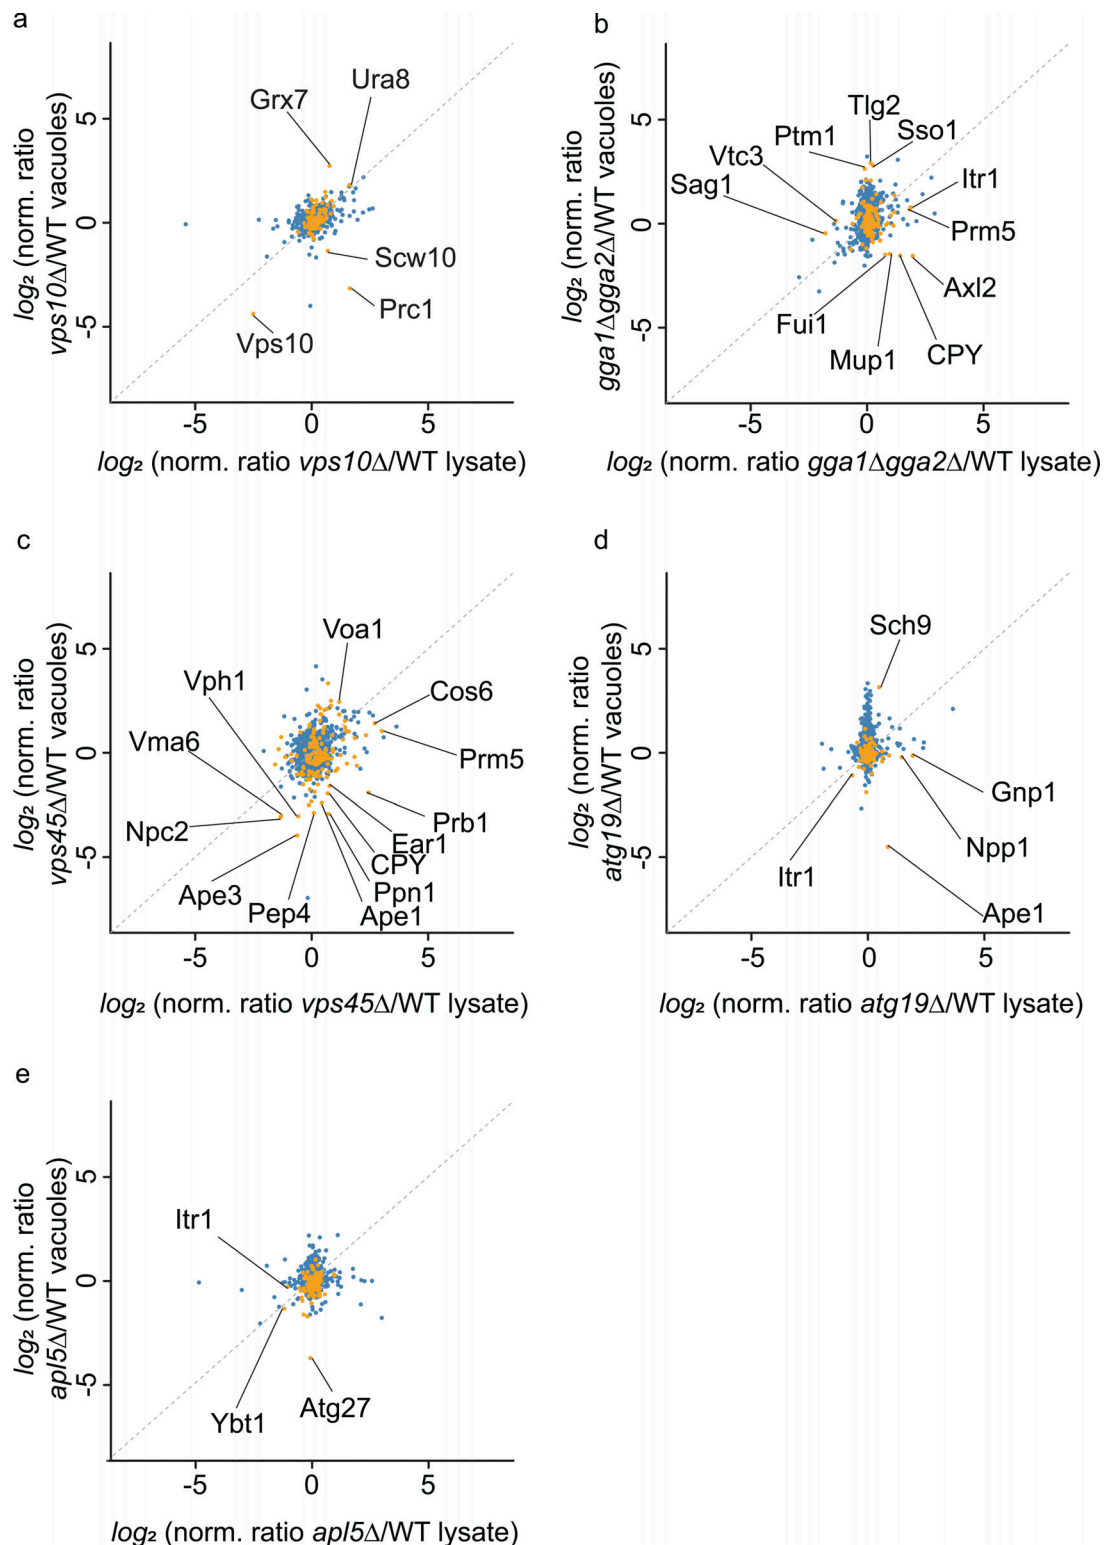 a
log₂ (norm. ratio
vps10Δ/WT vacuoles)
5
0
-5
Grx7
Ura8
Scw10
Prc1
Vps10
-5 0 5
log₂ (norm. ratio vps10Δ/WT lysate)
b
log₂ (norm. ratio
gga1Δgga2Δ/WT vacuoles)
5
0
-5
Tlg2
Sso1
Ptm1
Vtc3
Sag1
Itr1
Prm5
Axl2
Fui1
Mup1
CPY
-5 0 5
log₂ (norm. ratio gga1Δgga2Δ/WT lysate)
c
log₂ (norm. ratio
vps45Δ/WT vacuoles)
5
0
-5
Voa1
Vph1
Cos6
Vma6
Prm5
Npc2
Prb1
Ear1
CPY
Ape3
Ppn1
Pep4
Ape1
-5 0 5
log₂ (norm. ratio vps45Δ/WT lysate)
d
log₂ (norm. ratio
atg19Δ/WT vacuoles)
5
0
-5
Sch9
Gnp1
Npp1
Itr1
Ape1
-5 0 5
log₂ (norm. ratio atg19Δ/WT lysate)
e
log₂ (norm. ratio
apl5Δ/WT vacuoles)
5
0
-5
Itr1
Ybt1
Atg27
-5 0 5
log₂ (norm. ratio apl5Δ/WT lysate)